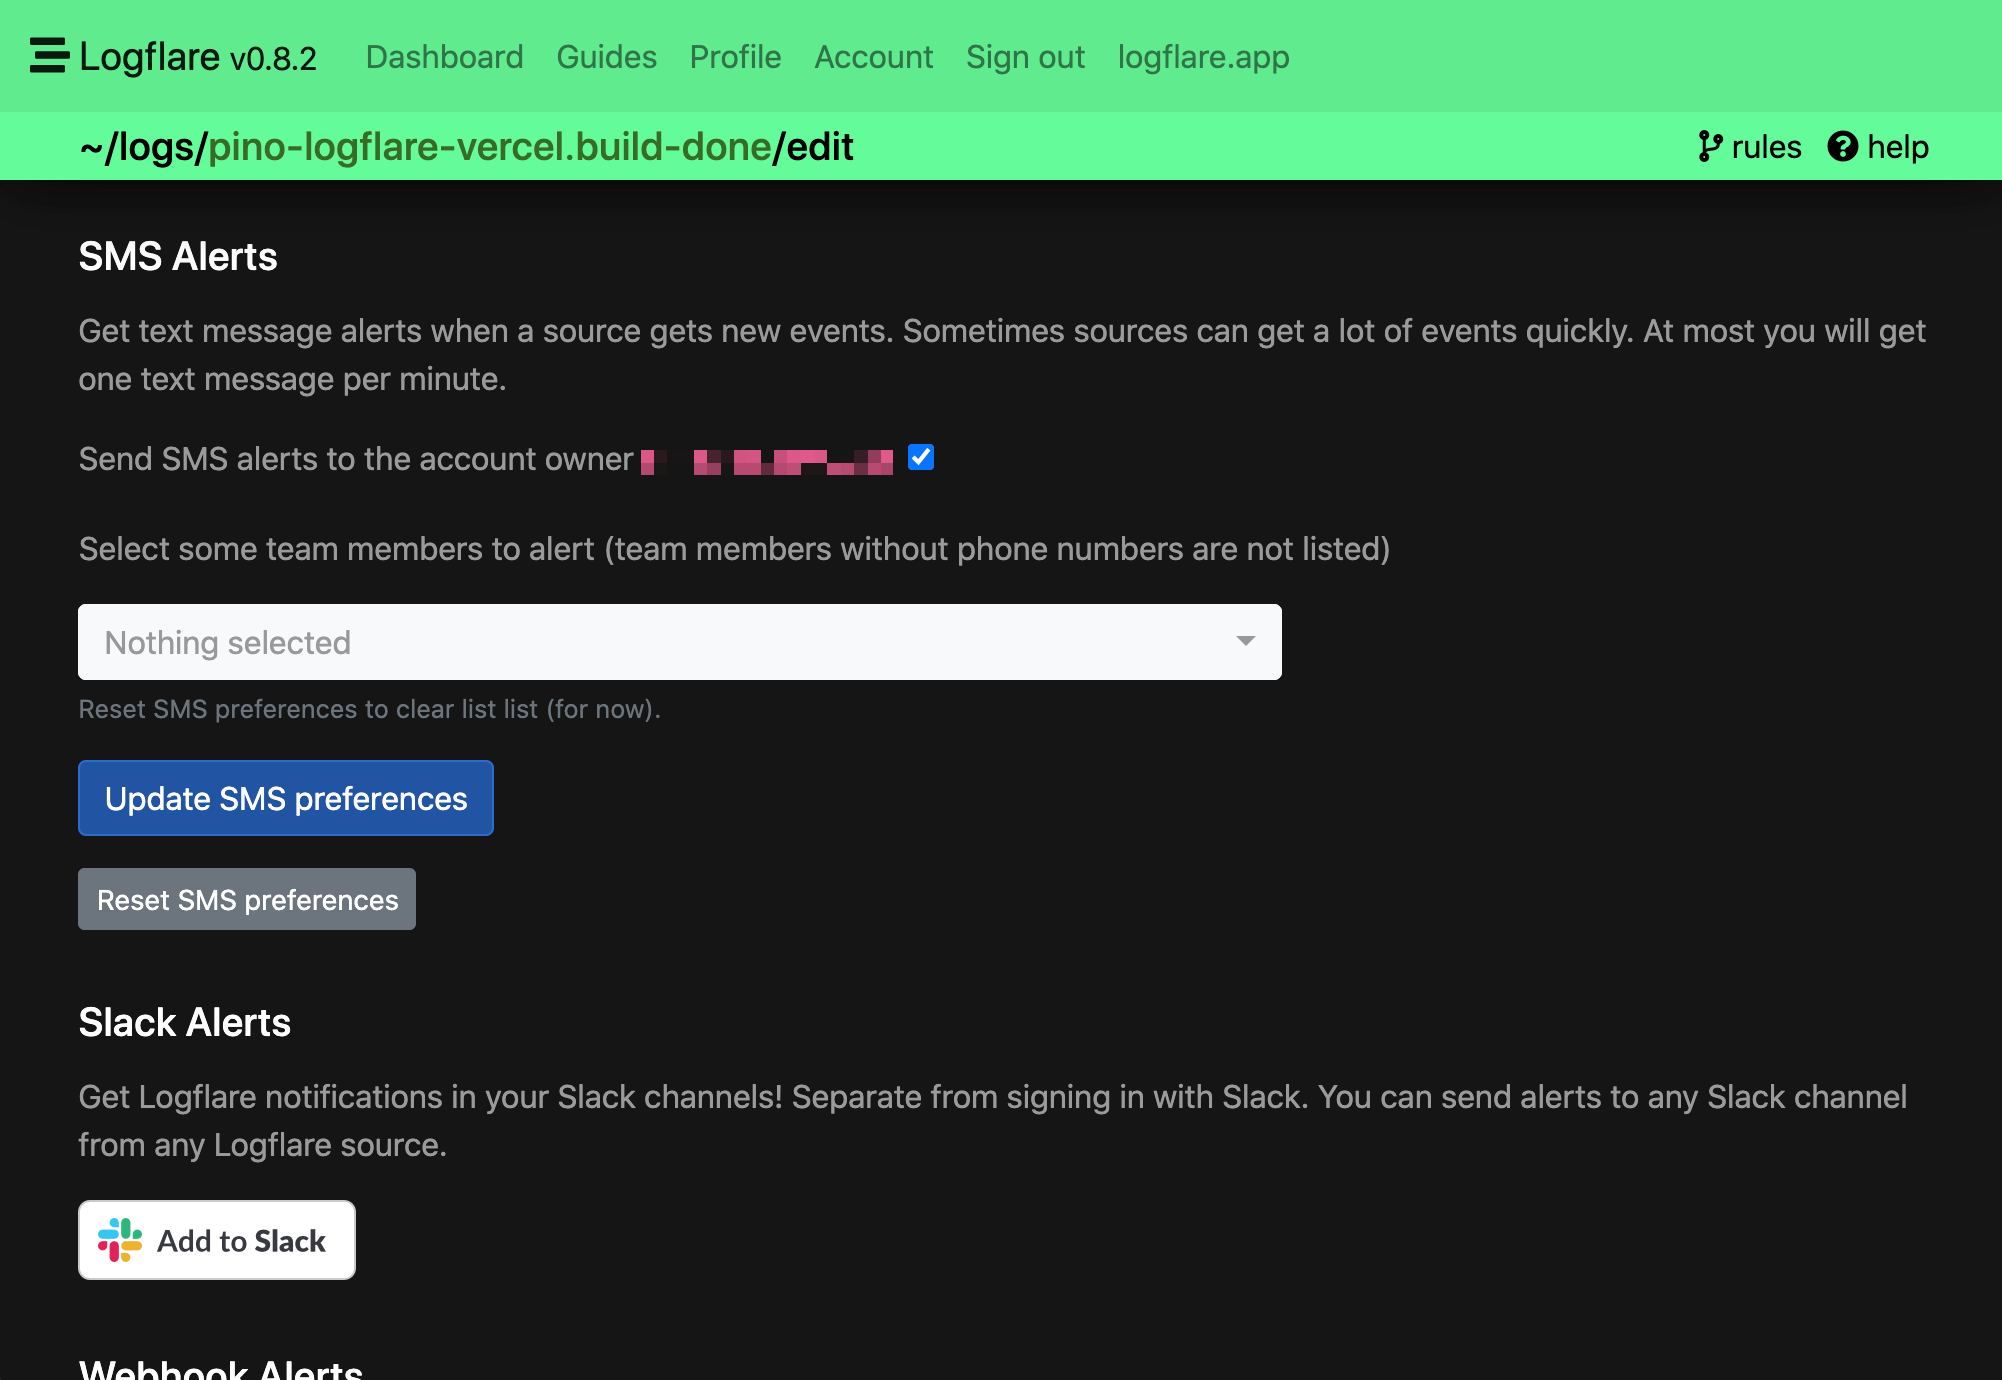 Logflare v0.8.2 Dashboard Guides Profile Account Sign out logflare.app
~/logs/pino-logflare-vercel.build-done/edit rules help
SMS Alerts
Get text message alerts when a source gets new events. Sometimes sources can get a lot of events quickly. At most you will get
one text message per minute.
Send SMS alerts to the account owner
Select some team members to alert (team members without phone numbers are not listed)
Nothing selected
Reset SMS preferences to clear list list (for now).
Update SMS preferences
Reset SMS preferences
Slack Alerts
Get Logflare notifications in your Slack channels! Separate from signing in with Slack. You can send alerts to any Slack channel
from any Logflare source.
Add to Slack
Webhook Alerts